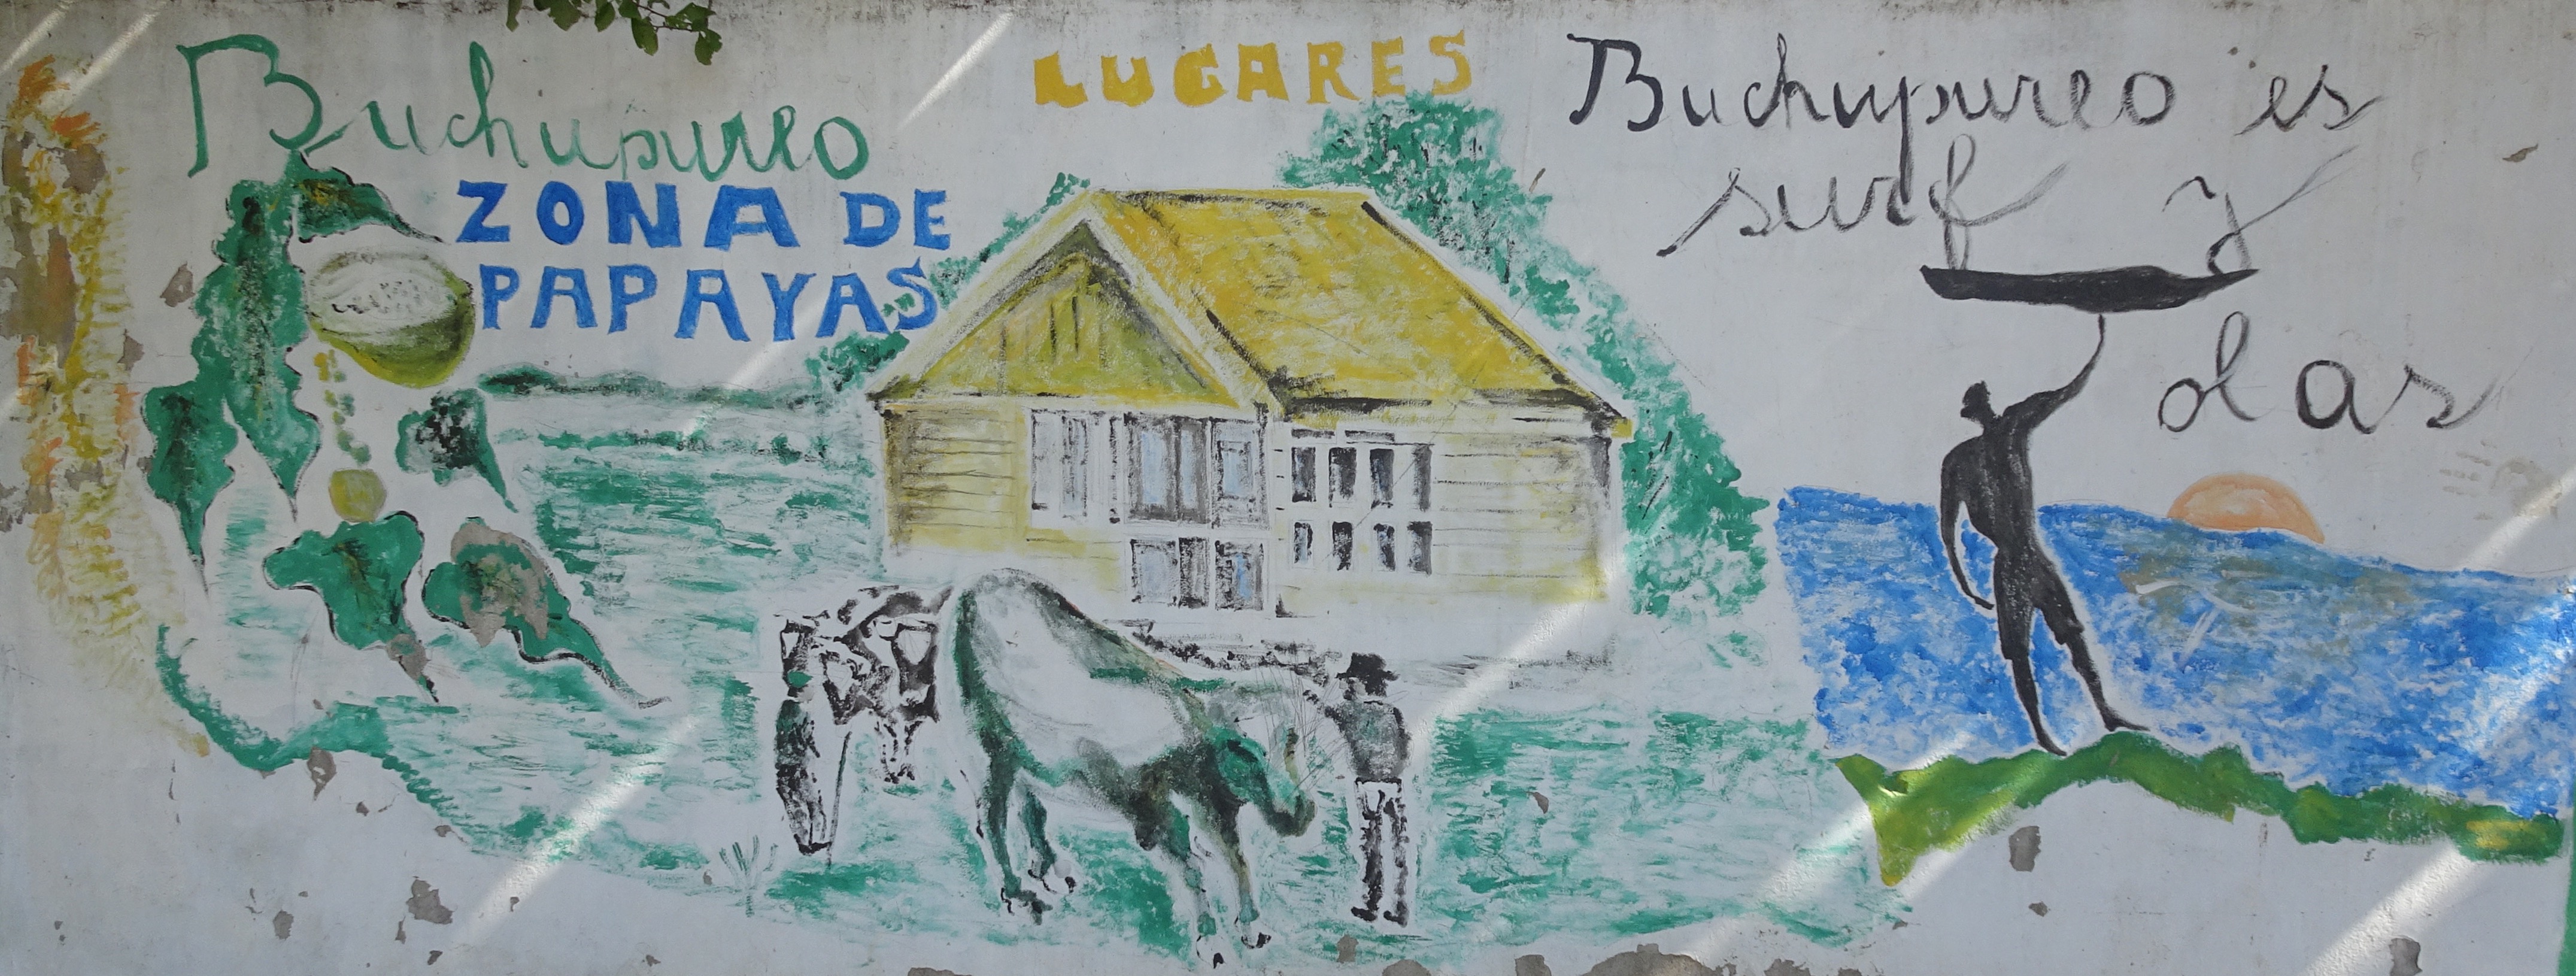 Buchupureo
ZONA DE
PAPAYAS
LUGARES
Buchupureo es
surf y
olas